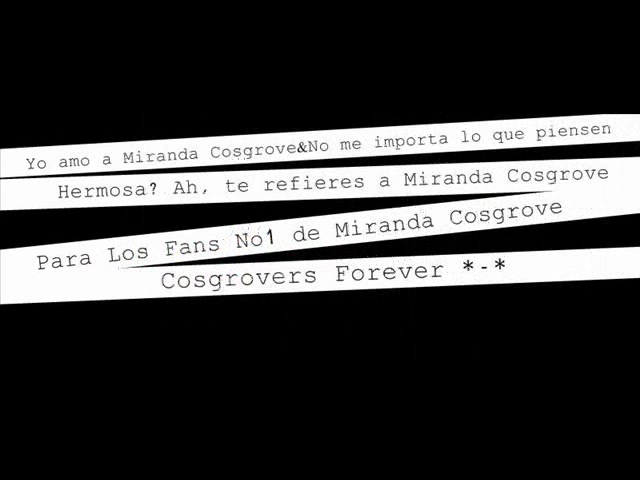 Yo amo a Miranda Cosgrove&No me importa lo que piensen
Hermosa? Ah, te refieres a Miranda Cosgrove
Para Los Fans No1 de Miranda Cosgrove
Cosgrovers Forever *-*